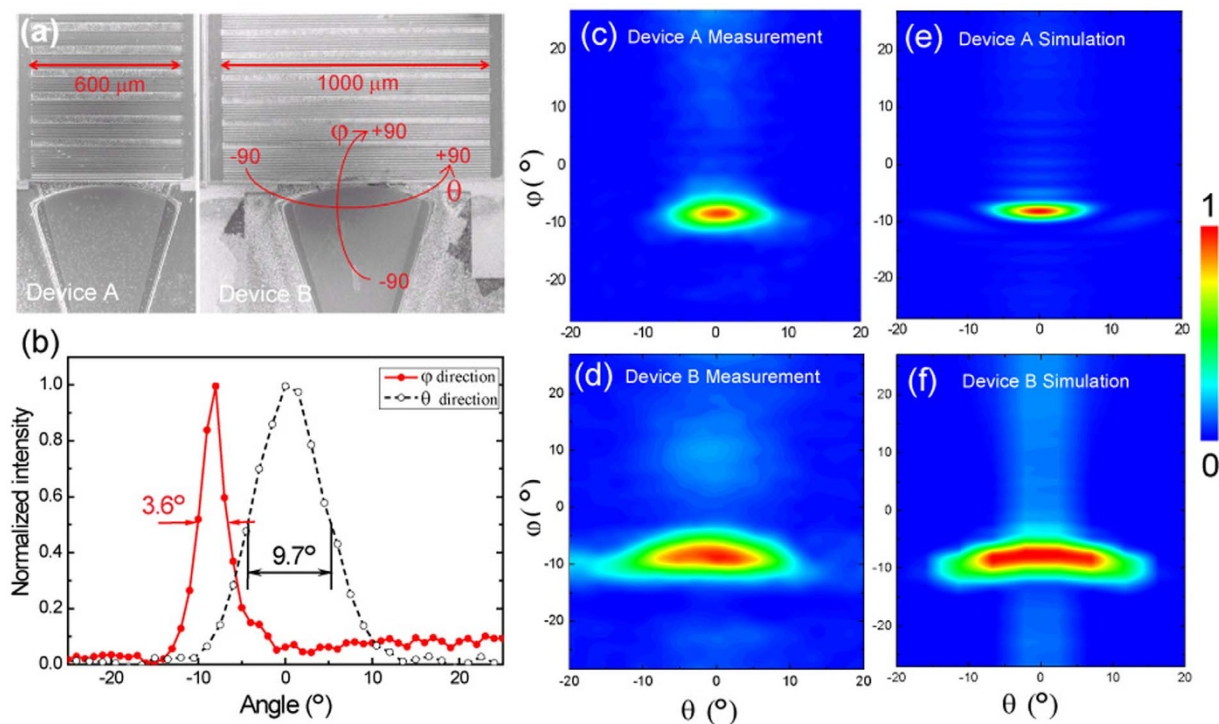 (a)
600 μm
1000 μm
φ +90
-90
+90
θ
-90
Device A
Device B
(b)
φ direction
θ direction
3.6°
9.7°
Normalized intensity
1.0
0.8
0.6
0.4
0.2
0.0
-20 -10 0 10 20
Angle (°)
(c) Device A Measurement
φ (°)
20
10
0
-10
-20
-20 -10 0 10 20
(e) Device A Simulation
20
10
0
-10
-20
-20 -10 0 10 20
(d) Device B Measurement
φ (°)
20
10
0
-10
-20
-20 -10 0 10 20
θ (°)
(f) Device B Simulation
20
10
0
-10
-20
-20 -10 0 10 20
θ (°)
1
0